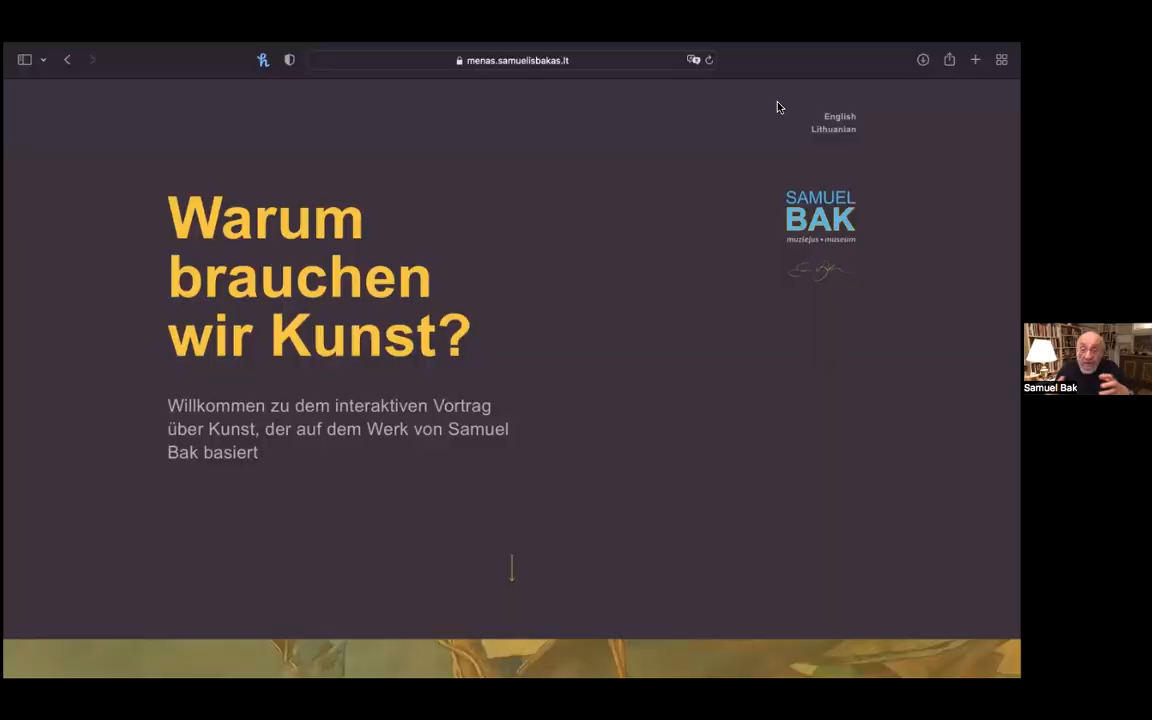 menas.samuelisbakas.lt
English
Lithuanian
SAMUEL
BAK
muziejus • museum
Warum
brauchen
wir Kunst?
Willkommen zu dem interaktiven Vortrag
über Kunst, der auf dem Werk von Samuel
Bak basiert
Samuel Bak